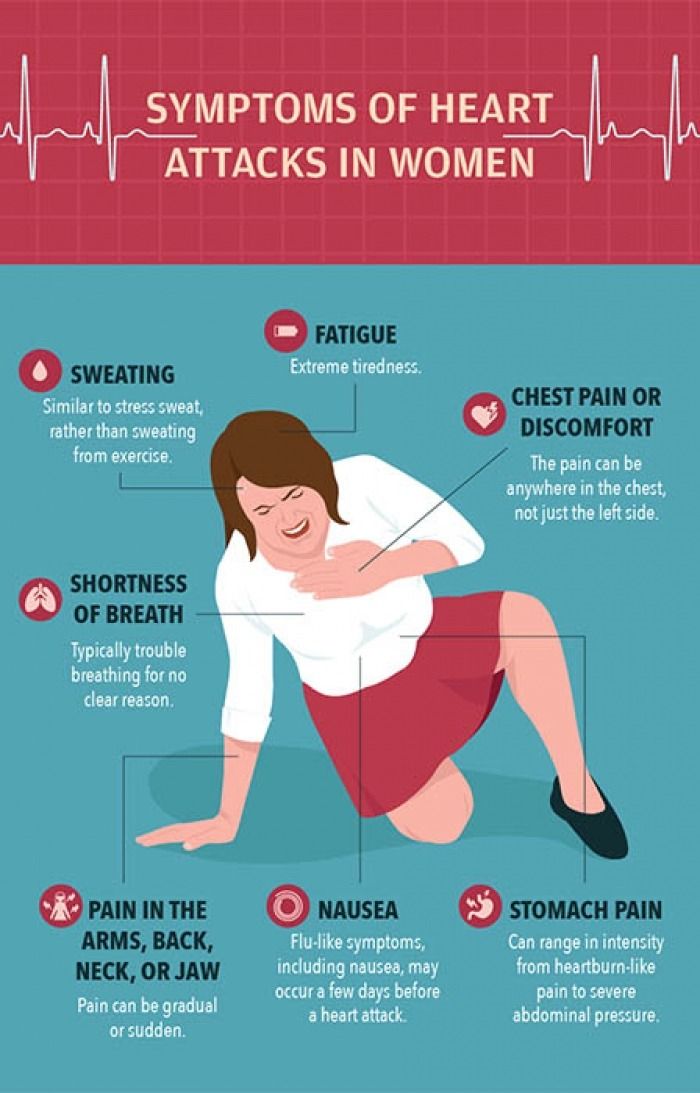 SYMPTOMS OF HEART
ATTACKS IN WOMEN
FATIGUE
Extreme tiredness.
SWEATING
Similar to stress sweat,
rather than sweating
from exercise.
CHEST PAIN OR
DISCOMFORT
The pain can be
anywhere in the chest,
not just the left side.
SHORTNESS
OF BREATH
Typically trouble
breathing for no
clear reason.
PAIN IN THE
ARMS, BACK,
NECK, OR JAW
Pain can be gradual
or sudden.
NAUSEA
Flu-like symptoms,
including nausea, may
occur a few days before
a heart attack.
STOMACH PAIN
Can range in intensity
from heartburn-like
pain to severe
abdominal pressure.